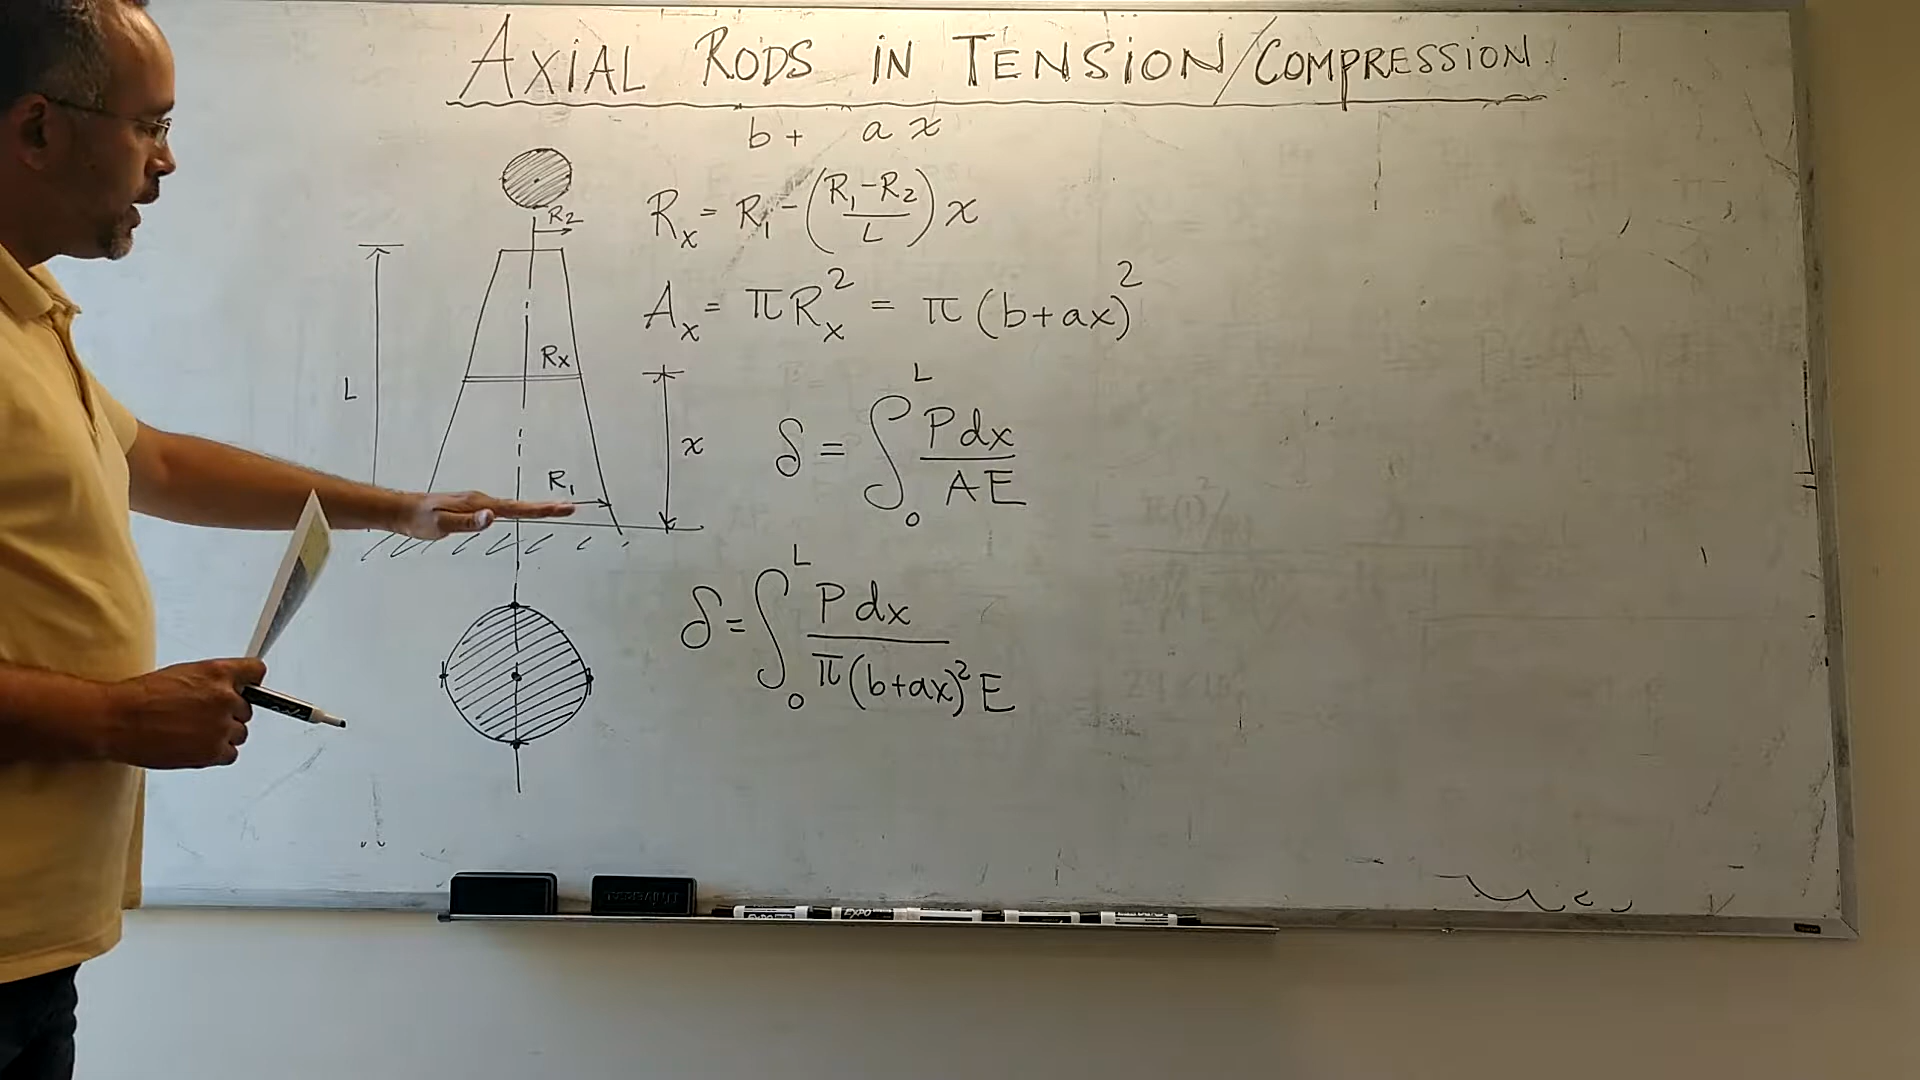 AXIAL RODS IN TENSION/COMPRESSION
b + a x
R₂
Rₓ = R₁ - (R₁ - R₂ / L) x
Aₓ = πRₓ² = π (b+ax)²
Rx
L
x
δ = ∫₀ᴸ P dx / AE
R₁
δ = ∫₀ᴸ P dx / π(b+ax)² E
EXPO